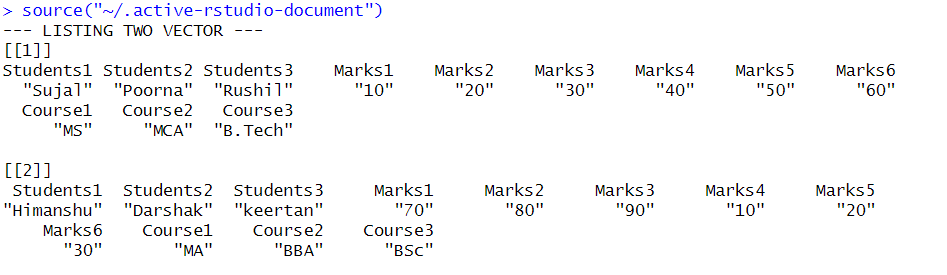 > source("~/.active-rstudio-document")
--- LISTING TWO VECTOR ---
[[1]]
Students1 Students2 Students3 Marks1 Marks2 Marks3 Marks4 Marks5 Marks6
"Sujal" "Poorna" "Rushil" "10" "20" "30" "40" "50" "60"
Course1 Course2 Course3
"MS" "MCA" "B.Tech"
[[2]]
Students1 Students2 Students3 Marks1 Marks2 Marks3 Marks4 Marks5
"Himanshu" "Darshak" "keertan" "70" "80" "90" "10" "20"
Marks6 Course1 Course2 Course3
"30" "MA" "BBA" "BSc"